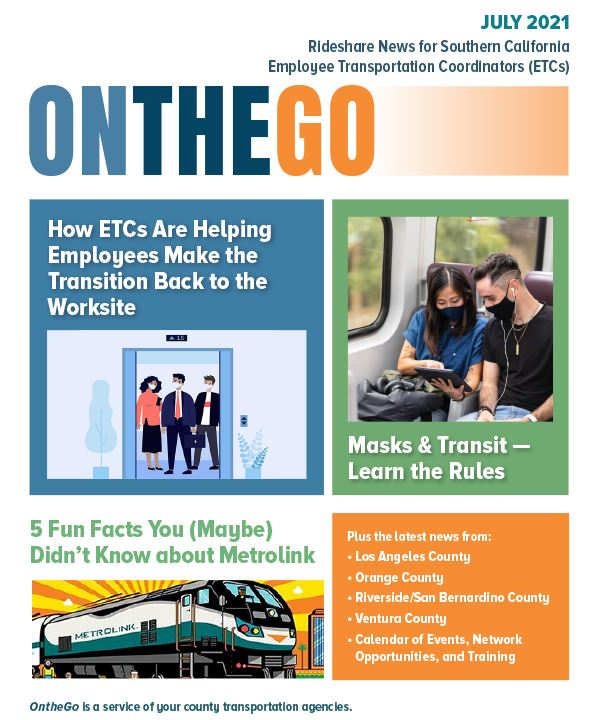 JULY 2021
Rideshare News for Southern California
Employee Transportation Coordinators (ETCs)
ONTHEGO
How ETCs Are Helping
Employees Make the
Transition Back to the
Worksite
▲ 15
Masks & Transit —
Learn the Rules
5 Fun Facts You (Maybe)
Didn't Know about Metrolink
METROLINK
Plus the latest news from:
• Los Angeles County
• Orange County
• Riverside/San Bernardino County
• Ventura County
• Calendar of Events, Network
Opportunities, and Training
OntheGo is a service of your county transportation agencies.